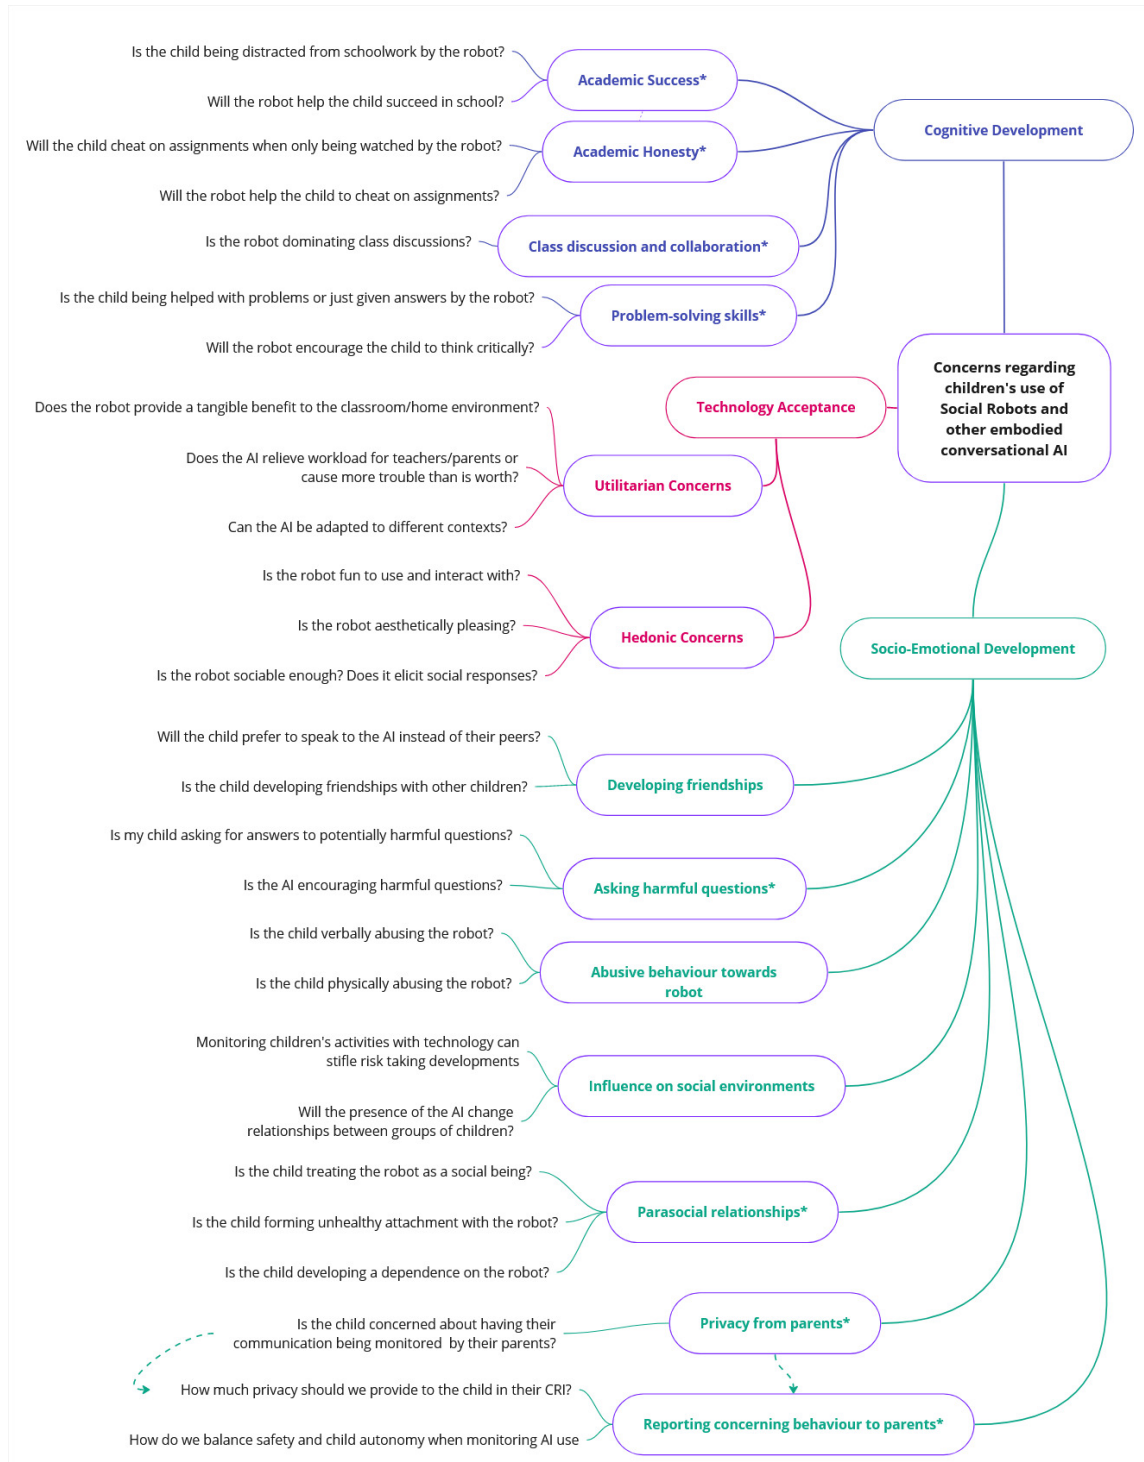 Is the child being distracted from schoolwork by the robot?
Academic Success*
Will the robot help the child succeed in school?
Cognitive Development
Will the child cheat on assignments when only being watched by the robot?
Academic Honesty*
Will the robot help the child to cheat on assignments?
Is the robot dominating class discussions?
Class discussion and collaboration*
Is the child being helped with problems or just given answers by the robot?
Problem-solving skills*
Will the robot encourage the child to think critically?
Concerns regarding
children's use of
Social Robots and
other embodied
conversational AI
Technology Acceptance
Does the robot provide a tangible benefit to the classroom/home environment?
Does the AI relieve workload for teachers/parents or
cause more trouble than is worth?
Utilitarian Concerns
Can the AI be adapted to different contexts?
Is the robot fun to use and interact with?
Is the robot aesthetically pleasing?
Hedonic Concerns
Is the robot sociable enough? Does it elicit social responses?
Socio-Emotional Development
Will the child prefer to speak to the AI instead of their peers?
Developing friendships
Is the child developing friendships with other children?
Is my child asking for answers to potentially harmful questions?
Asking harmful questions*
Is the AI encouraging harmful questions?
Is the child verbally abusing the robot?
Abusive behaviour towards
robot
Is the child physically abusing the robot?
Monitoring children's activities with technology can
stifle risk taking developments
Influence on social environments
Will the presence of the AI change
relationships between groups of children?
Is the child treating the robot as a social being?
Parasocial relationships*
Is the child forming unhealthy attachment with the robot?
Is the child developing a dependence on the robot?
Privacy from parents*
Is the child concerned about having their
communication being monitored  by their parents?
How much privacy should we provide to the child in their CRI?
Reporting concerning behaviour to parents*
How do we balance safety and child autonomy when monitoring AI use